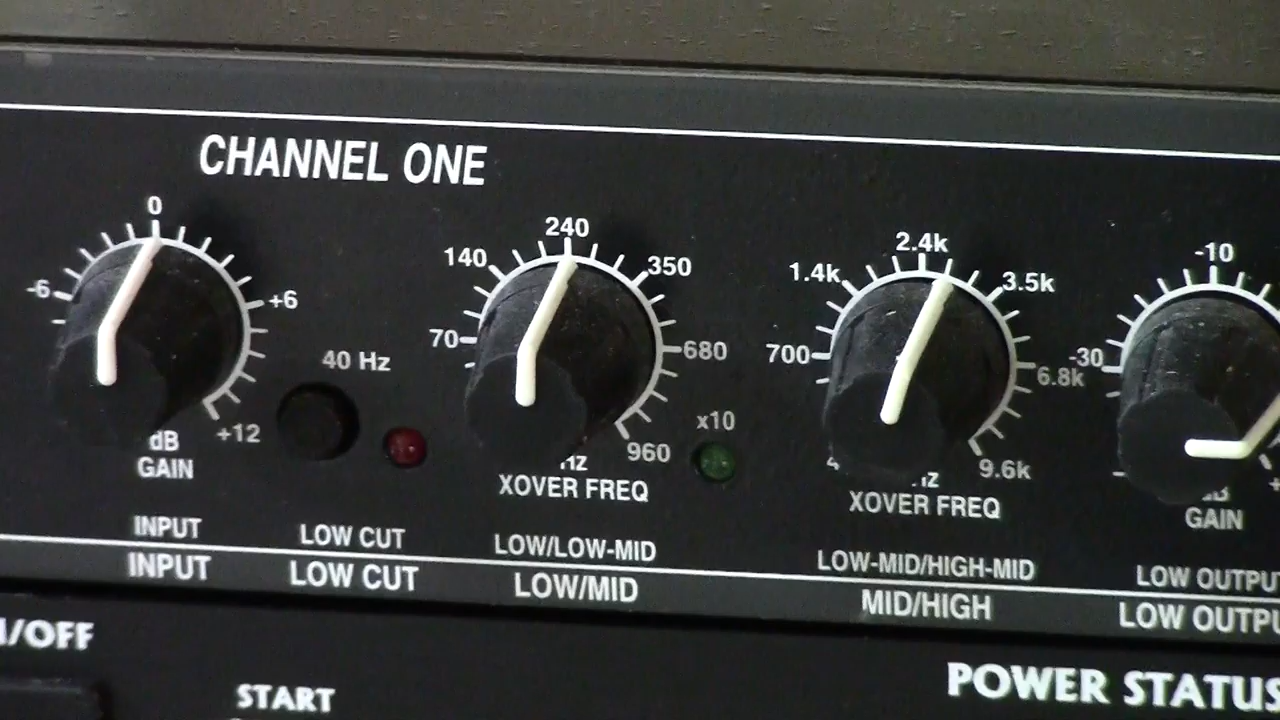 CHANNEL ONE
0
-6
+6
+12
dB
GAIN
INPUT
INPUT
40 Hz
LOW CUT
LOW CUT
240
140
350
70
680
960
Hz
XOVER FREQ
LOW/LOW-MID
LOW/MID
x10
2.4k
1.4k
3.5k
700
6.8k
9.6k
XOVER FREQ
LOW-MID/HIGH-MID
MID/HIGH
-10
-30
GAIN
LOW OUTPU
LOW OUTPU
/OFF
START
POWER STATUS